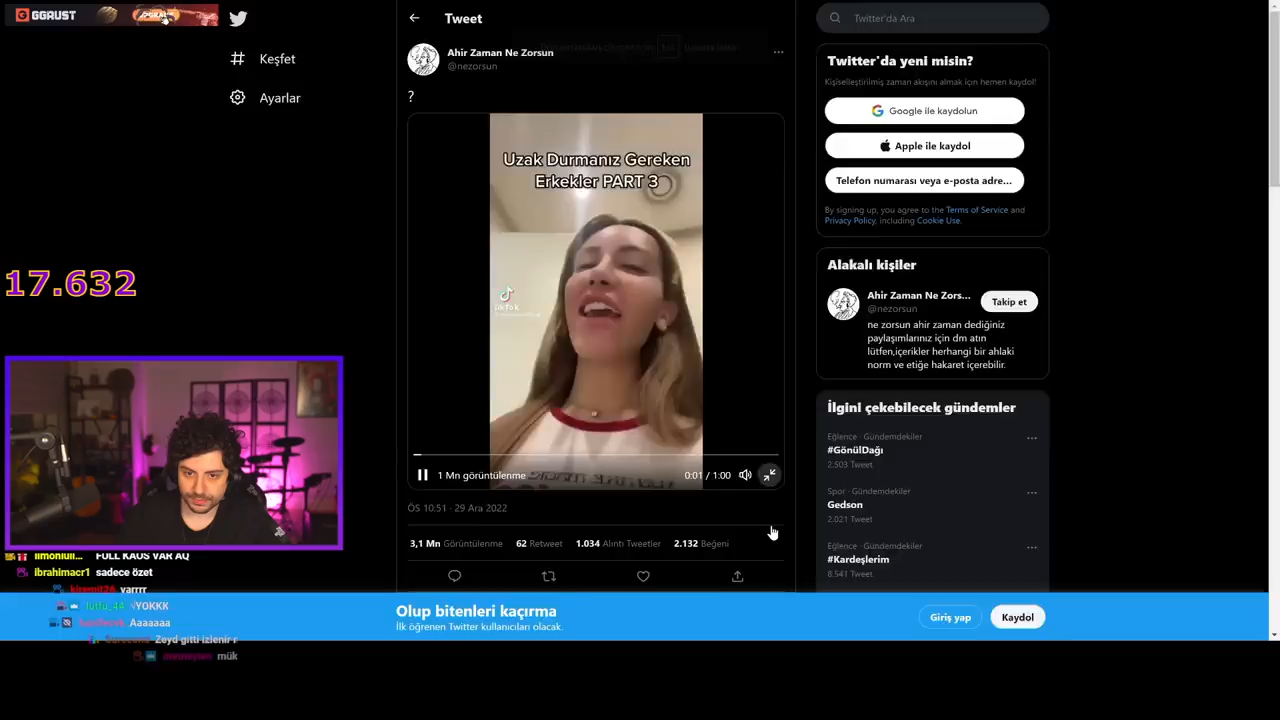 GGRUST
Keşfet
Ayarlar
17.632
FULL KAOS VAR AQ
ibrahimacr1 sadece özet
yarrrr
√YOKKK
Aaaaaaa
Zeyd gitti izlenir r
mük
Tweet
Ahir Zaman Ne Zorsun
@nezorsun
?
Uzak Durmanız Gereken
Erkekler PART 3
TikTok
1 Mn görüntülenme
0:01 / 1:00
ÖS 10:51 · 29 Ara 2022
3,1 Mn Görüntülenme 62 Retweet 1.034 Alıntı Tweetler 2.132 Beğeni
Twitter'da Ara
Twitter'da yeni misin?
Kişiselleştirilmiş zaman akışını almak için hemen kaydol!
Google ile kaydolun
Apple ile kaydol
Telefon numarası veya e-posta adre...
By signing up, you agree to the Terms of Service and
Privacy Policy, including Cookie Use.
Alakalı kişiler
Ahir Zaman Ne Zors...
@nezorsun
Takip et
ne zorsun ahir zaman dediğiniz
paylaşımlarınız için dm atın
lütfen,içerikler herhangi bir ahlaki
norm ve etiğe hakaret içerebilir.
İlgini çekebilecek gündemler
Eğlence · Gündemdekiler
#GönülDağı
2.503 Tweet
Spor · Gündemdekiler
Gedson
2.021 Tweet
Eğlence · Gündemdekiler
#Kardeşlerim
8.541 Tweet
Olup bitenleri kaçırma
İlk öğrenen Twitter kullanıcıları olacak.
Giriş yap
Kaydol